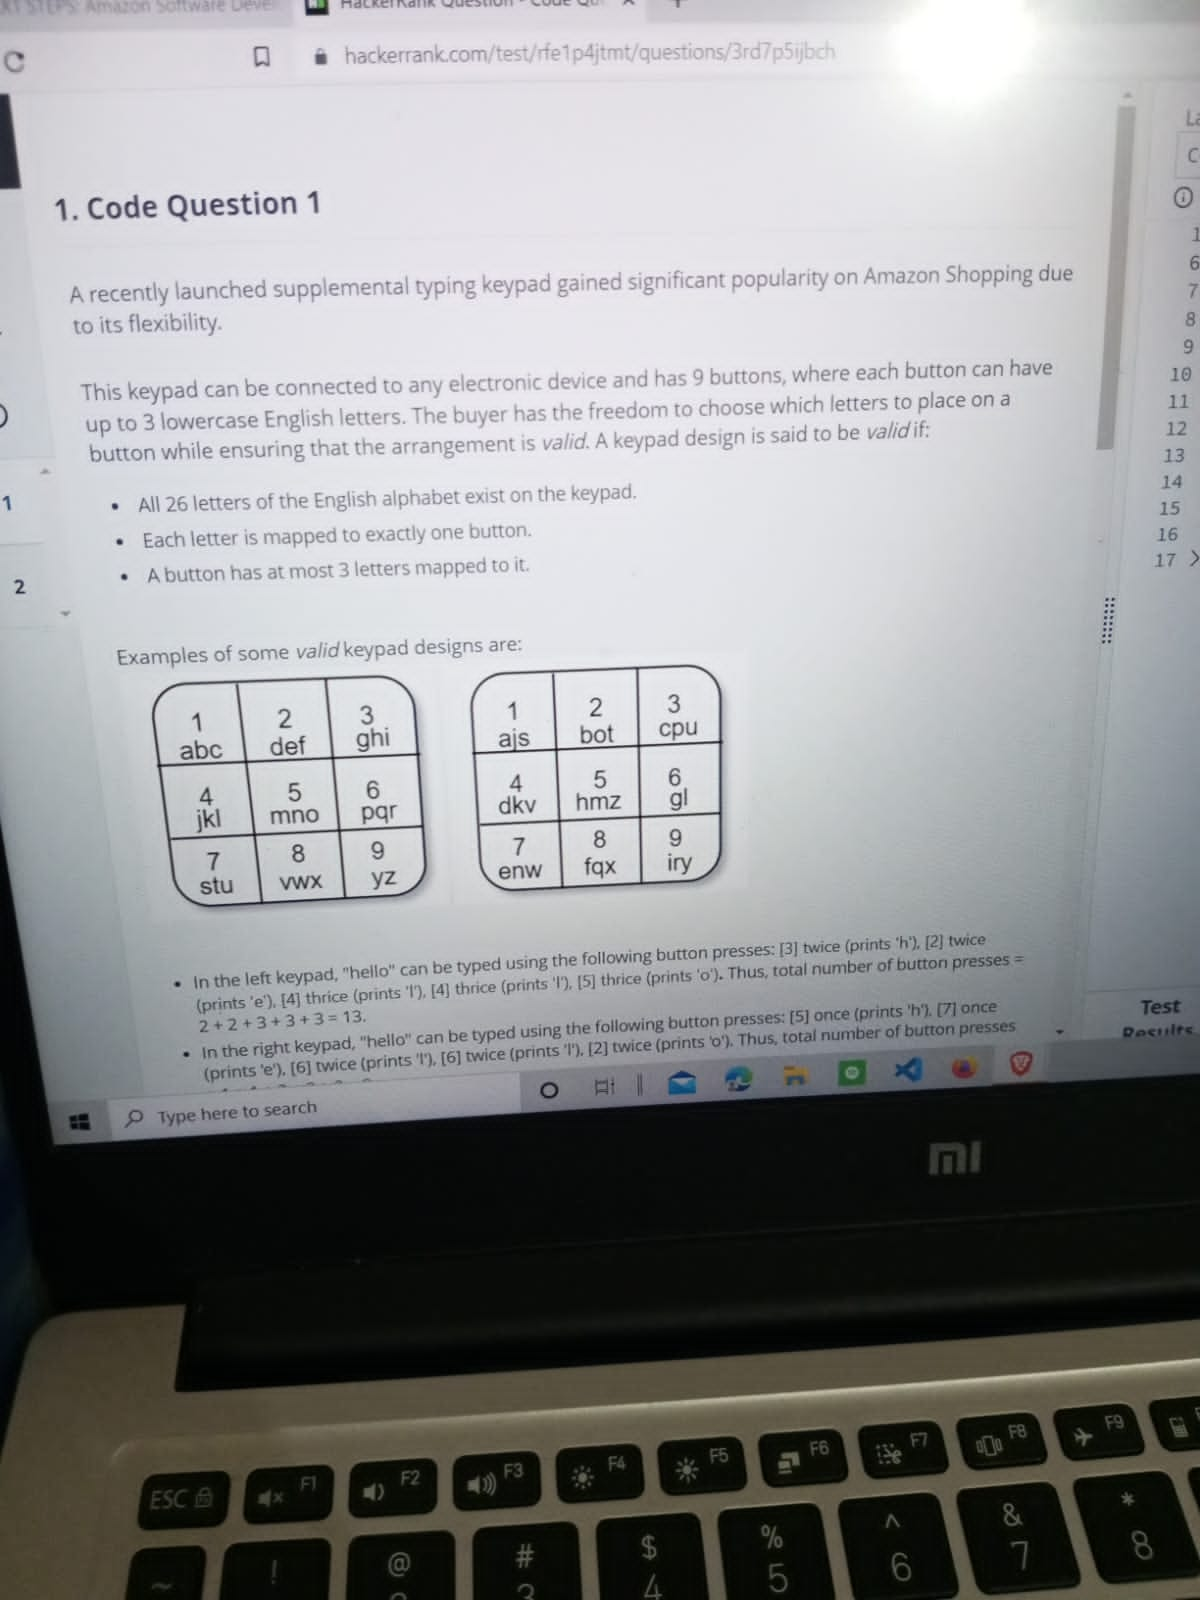 XT STEPS: Amazon Software Deve
HackerRank Question - Code Qu
hackerrank.com/test/rfe1p4jtmt/questions/3rd7p5ijbch
1. Code Question 1
A recently launched supplemental typing keypad gained significant popularity on Amazon Shopping due
to its flexibility.
This keypad can be connected to any electronic device and has 9 buttons, where each button can have
up to 3 lowercase English letters. The buyer has the freedom to choose which letters to place on a
button while ensuring that the arrangement is valid. A keypad design is said to be valid if:
• All 26 letters of the English alphabet exist on the keypad.
• Each letter is mapped to exactly one button.
• A button has at most 3 letters mapped to it.
Examples of some valid keypad designs are:
1 2 3
abc def ghi
4 5 6
jkl mno pqr
7 8 9
stu vwx yz
1 2 3
ajs bot cpu
4 5 6
dkv hmz gl
7 8 9
enw fqx iry
• In the left keypad, "hello" can be typed using the following button presses: [3] twice (prints 'h'), [2] twice
(prints 'e'), [4] thrice (prints 'l'), [4] thrice (prints 'l'), [5] thrice (prints 'o'). Thus, total number of button presses =
2 + 2 + 3 + 3 + 3 = 13.
• In the right keypad, "hello" can be typed using the following button presses: [5] once (prints 'h'), [7] once
(prints 'e'), [6] twice (prints 'l'), [6] twice (prints 'l'), [2] twice (prints 'o'). Thus, total number of button presses
1
2
La
C
1
6
7
8
9
10
11
12
13
14
15
16
17
Test
Results
Type here to search
mi
ESC F1 F2 F3 F4 F5 F6 F7 F8 F9
~ ! @ # $ % ^ & *
3 4 5 6 7 8